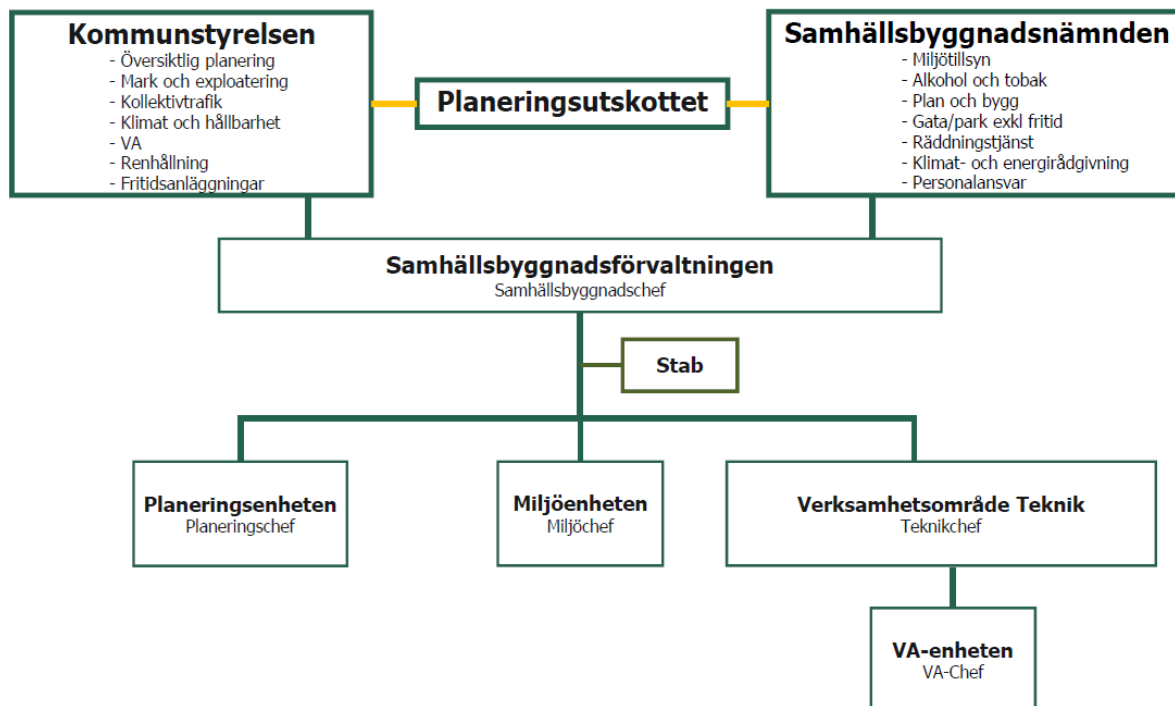 Kommunstyrelsen
- Översiktlig planering
- Mark och exploatering
- Kollektivtrafik
- Klimat och hållbarhet
- VA
- Renhållning
- Fritidsanläggningar
Planeringsutskottet
Samhällsbyggnadsnämnden
- Miljötillsyn
- Alkohol och tobak
- Plan och bygg
- Gata/park exkl fritid
- Räddningstjänst
- Klimat- och energirådgivning
- Personalansvar
Samhällsbyggnadsförvaltningen
Samhällsbyggnadschef
Stab
Planeringsenheten
Planeringschef
Miljöenheten
Miljöchef
Verksamhetsområde Teknik
Teknikchef
VA-enheten
VA-Chef